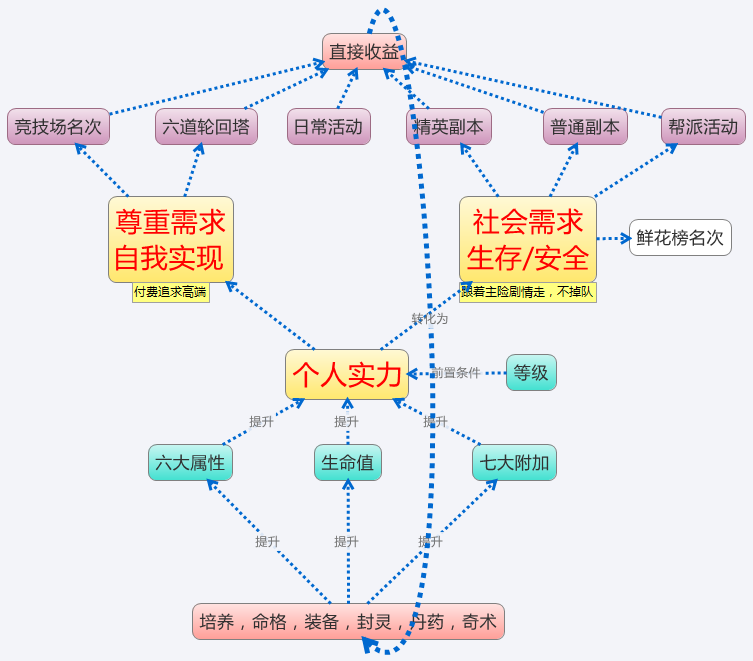 直接收益
竞技场名次
六道轮回塔
日常活动
精英副本
普通副本
帮派活动
尊重需求
自我实现
付费追求高端
社会需求
生存/安全
跟着主险剧情走，不掉队
鲜花榜名次
转化为
个人实力
前置条件
等级
提升
提升
提升
六大属性
生命值
七大附加
提升
提升
提升
培养，命格，装备，封灵，丹药，奇术